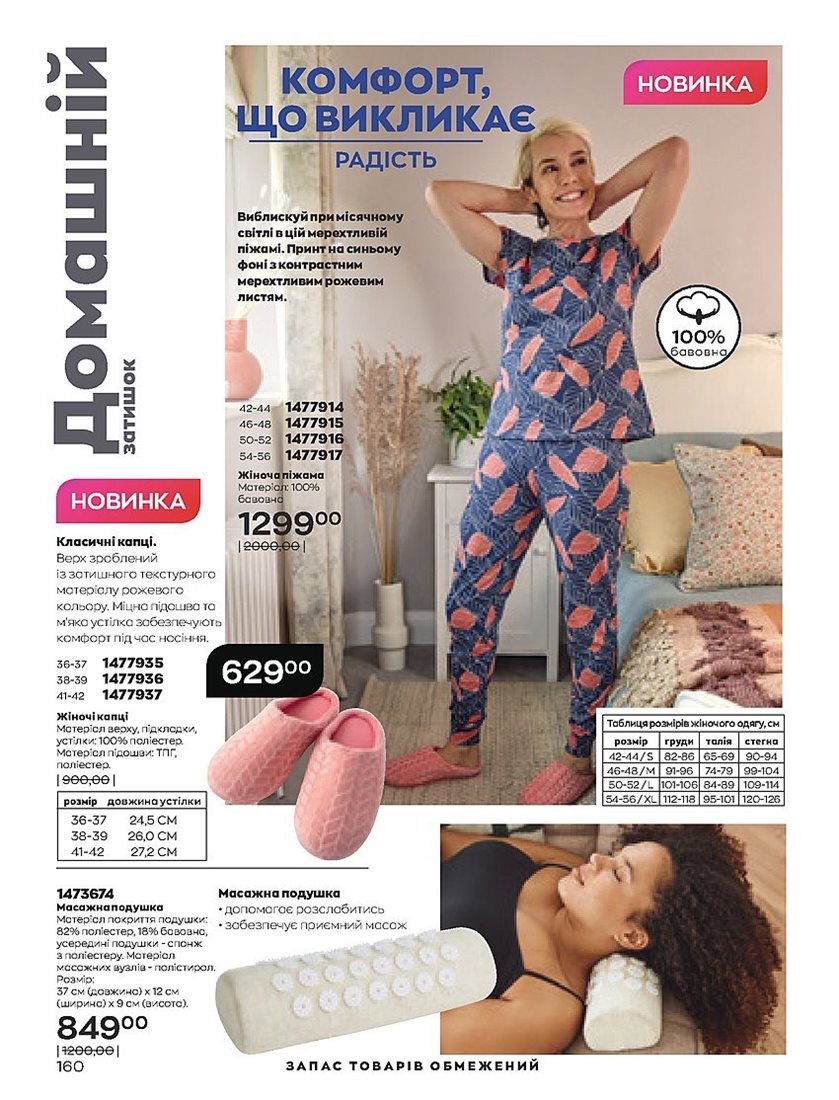 Домашній
затишок
КОМФОРТ,
ЩО ВИКЛИКАЄ
РАДІСТЬ
НОВИНКА
Виблискуй при місячному
світлі в цій мерехтливій
піжамі. Принт на синьому
фоні з контрастним
мерехтливим рожевим
листям.
100%
бавовна
42-44 1477914
46-48 1477915
50-52 1477916
54-56 1477917
Жіноча піжама
Матеріал: 100%
бавовна
1299⁰⁰
|2000,00|
НОВИНКА
Класичні капці.
Верх зроблений
із затишного текстурного
матеріалу рожевого
кольору. Міцна підошва та
м'яка устілка забезпечують
комфорт під час носіння.
36-37 1477935
38-39 1477936
41-42 1477937
629⁰⁰
Жіночі капці
Матеріал верху, підкладки,
устілки: 100% поліестер.
Матеріал підошви: ТПГ,
поліестер.
|900,00|
розмір довжина устілки
36-37 24,5 СМ
38-39 26,0 СМ
41-42 27,2 СМ
Таблиця розмірів жіночого одягу, см
розмір груди талія стегна
42-44/S 82-86 65-69 90-94
46-48/M 91-96 74-79 99-104
50-52/L 101-106 84-89 109-114
54-56/XL 112-118 95-101 120-126
1473674
Масажна подушка
Матеріал покриття подушки:
82% поліестер, 18% бавовна,
усередині подушки - спонж
з поліестеру. Матеріал
масажних вузлів - полістирол.
Розмір:
37 см (довжина) х 12 см
(ширина) х 9 см (висота).
849⁰⁰
|1200,00|
Масажна подушка
• допомагає розслабитись
• забезпечує приємний масаж
160
ЗАПАС ТОВАРІВ ОБМЕЖЕНИЙ